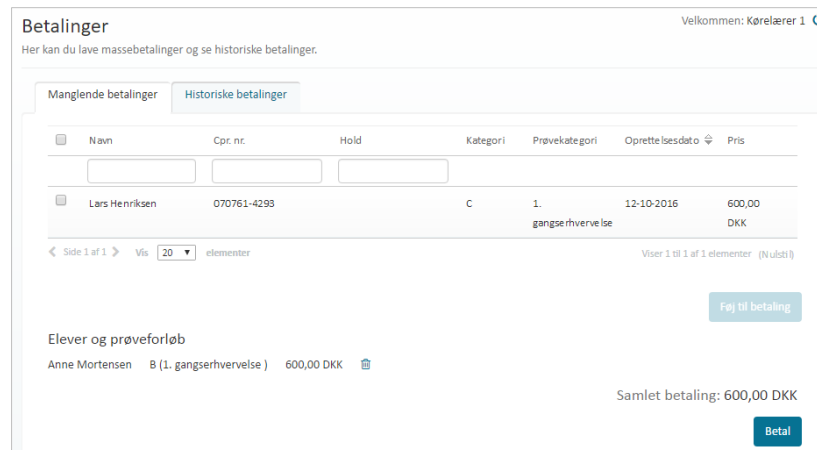 Betalinger
Velkommen: Kørelærer 1
Her kan du lave massebetalinger og se historiske betalinger.
Manglende betalinger Historiske betalinger
Navn Cpr. nr. Hold Kategori Prøvekategori Oprettelsesdato Pris
Lars Henriksen 070761-4293 C 1. 12-10-2016 600,00
gangserhvervelse DKK
Side 1 af 1 Vis 20 elementer Viser 1 til 1 af 1 elementer (Nulstil)
Føj til betaling
Elever og prøveforløb
Anne Mortensen B (1. gangserhvervelse ) 600,00 DKK
Samlet betaling: 600,00 DKK
Betal